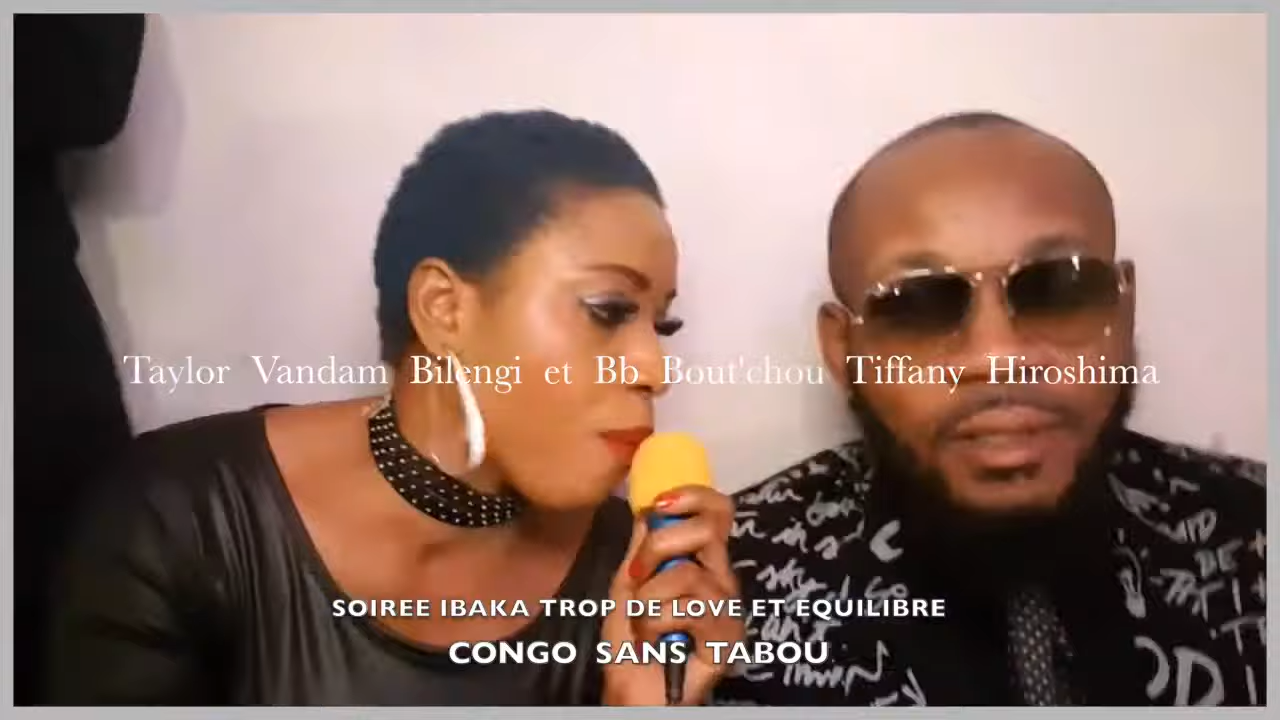 Taylor Vandam Bilengi et Bb Bout'chou Tiffany Hiroshima
SOIREE IBAKA TROP DE LOVE ET EQUILIBRE
CONGO SANS TABOU